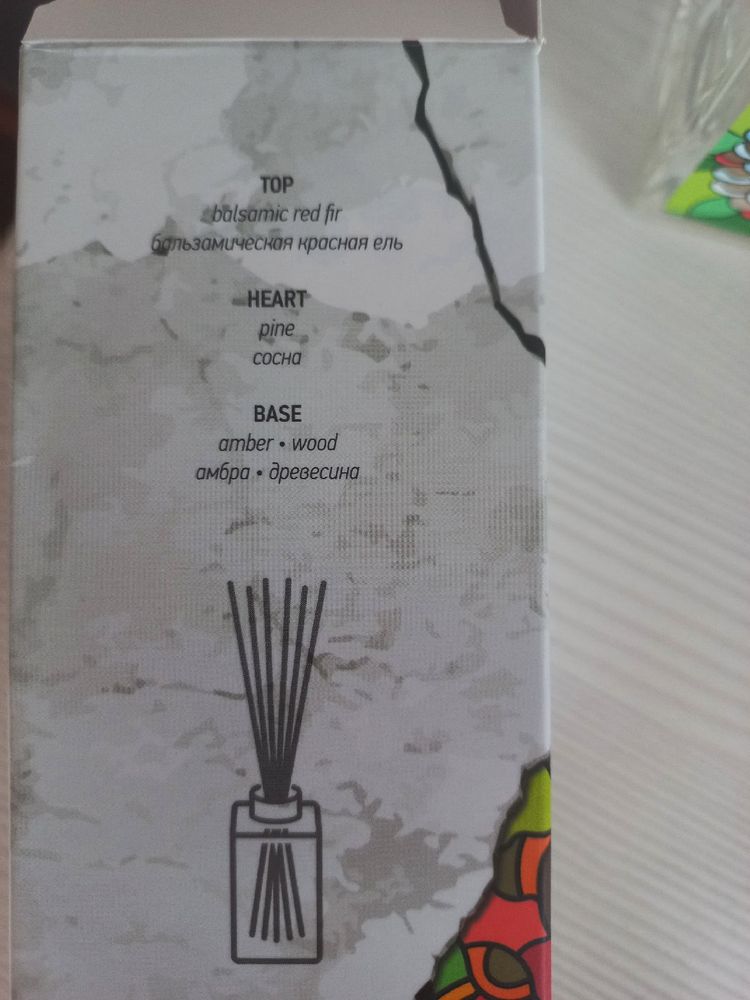 TOP
balsamic red fir
бальзамическая красная ель
HEART
pine
сосна
BASE
amber • wood
амбра • древесина